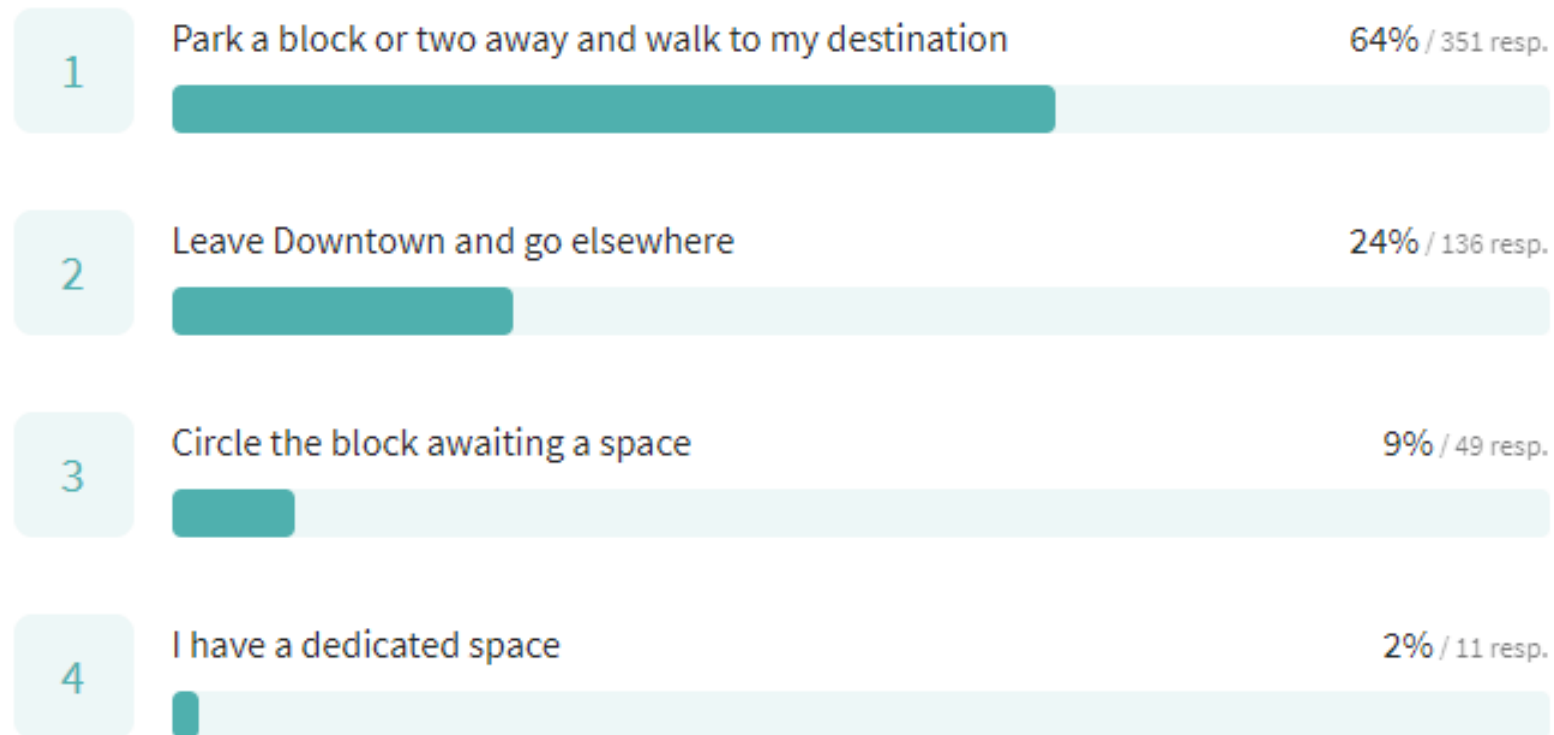 1
Park a block or two away and walk to my destination
64% / 351 resp.
2
Leave Downtown and go elsewhere
24% / 136 resp.
3
Circle the block awaiting a space
9% / 49 resp.
4
I have a dedicated space
2% / 11 resp.